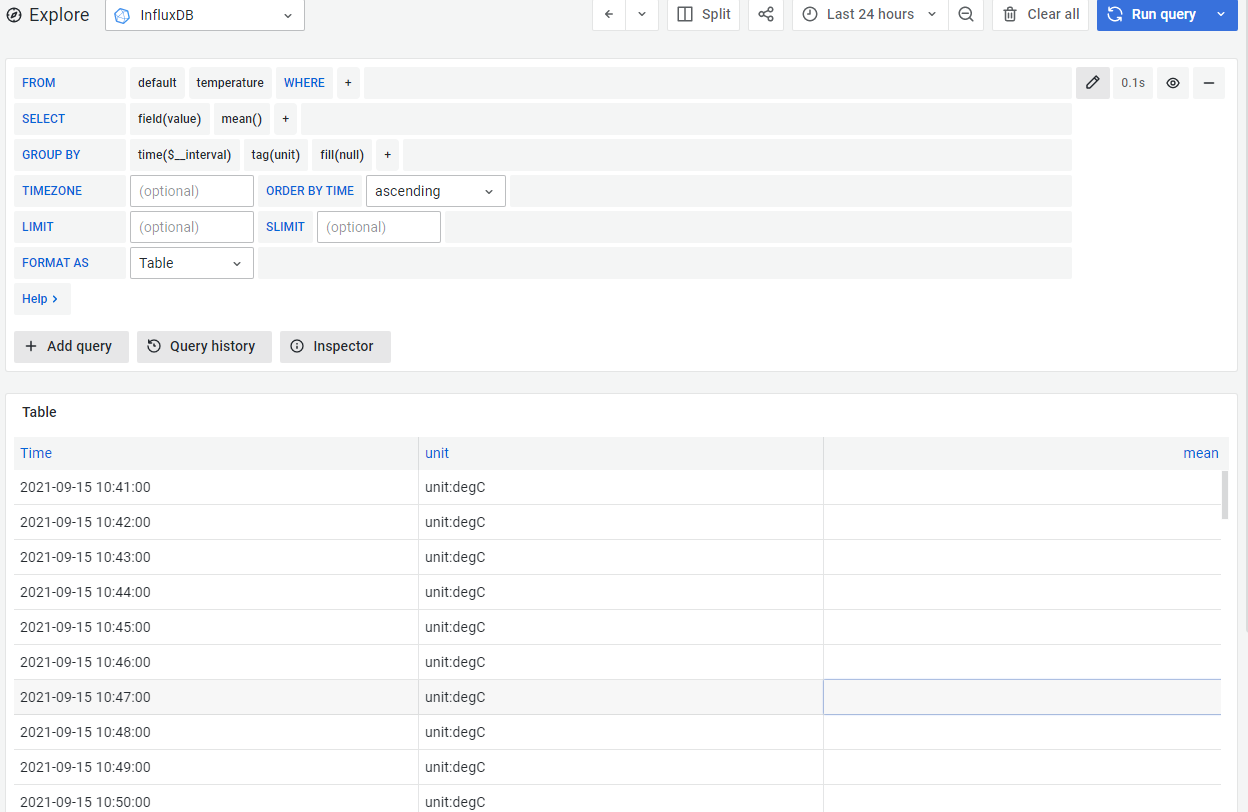 Explore InfluxDB Split Last 24 hours Clear all Run query
FROM default temperature WHERE + 0.1s
SELECT field(value) mean() +
GROUP BY time($__interval) tag(unit) fill(null) +
TIMEZONE (optional) ORDER BY TIME ascending
LIMIT (optional) SLIMIT (optional)
FORMAT AS Table
Help >
+ Add query Query history Inspector
Table
Time unit mean
2021-09-15 10:41:00 unit:degC
2021-09-15 10:42:00 unit:degC
2021-09-15 10:43:00 unit:degC
2021-09-15 10:44:00 unit:degC
2021-09-15 10:45:00 unit:degC
2021-09-15 10:46:00 unit:degC
2021-09-15 10:47:00 unit:degC
2021-09-15 10:48:00 unit:degC
2021-09-15 10:49:00 unit:degC
2021-09-15 10:50:00 unit:degC